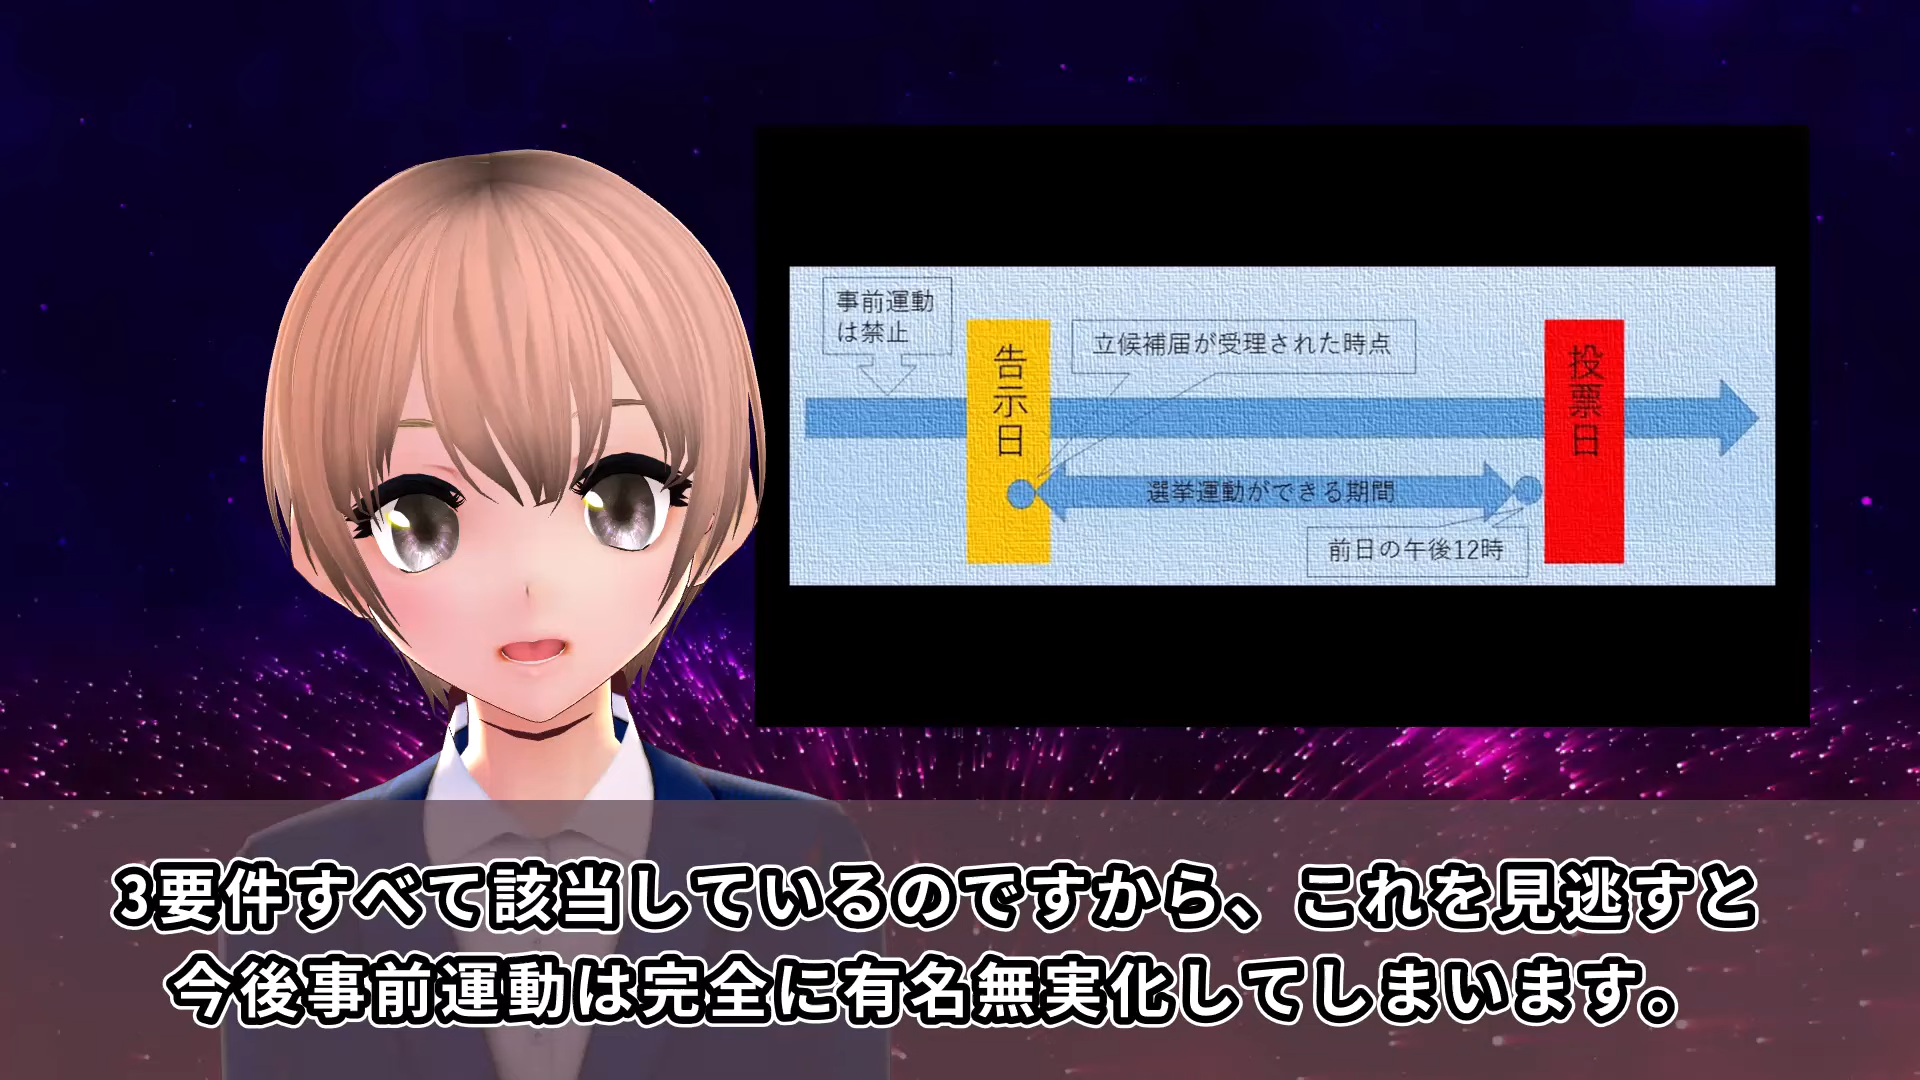 事前運動
は禁止
告示日
立候補届が受理された時点
投票日
選挙運動ができる期間
前日の午後12時
3要件すべて該当しているのですから、これを見逃すと
今後事前運動は完全に有名無実化してしまいます。